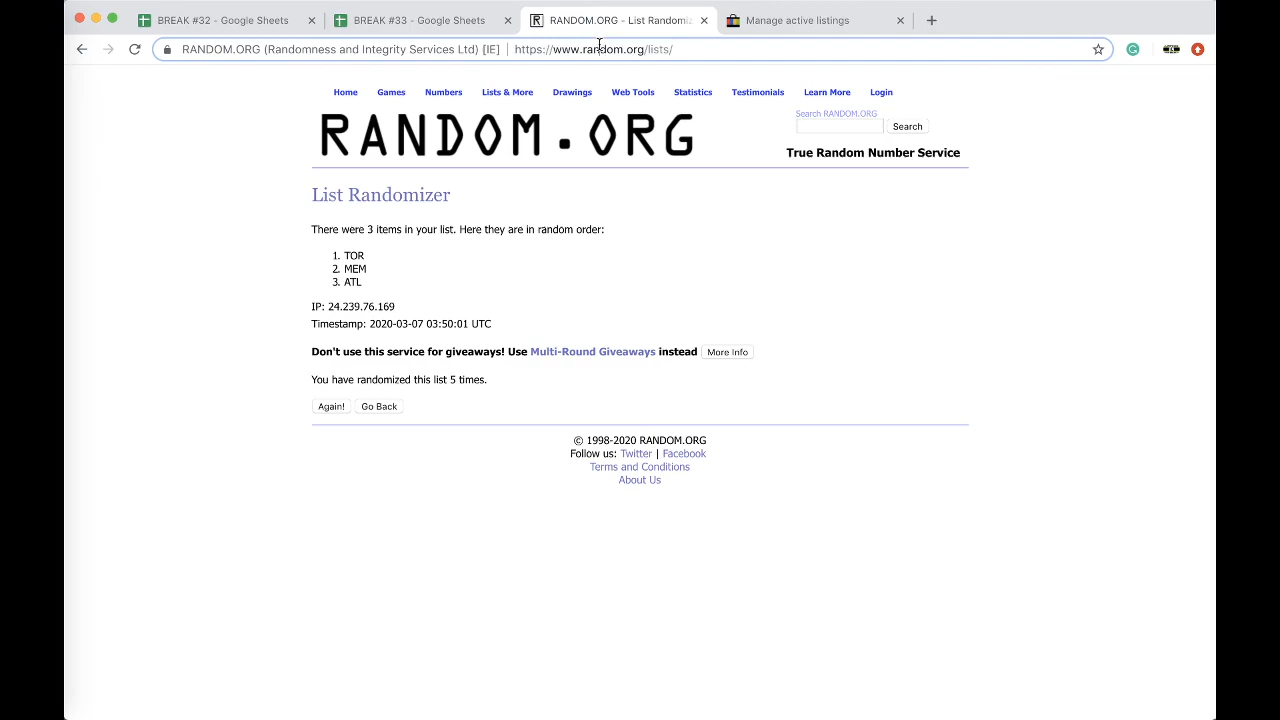 BREAK #32 - Google Sheets
BREAK #33 - Google Sheets
RANDOM.ORG - List Randomiz
Manage active listings
RANDOM.ORG (Randomness and Integrity Services Ltd) [IE] https://www.random.org/lists/
Home Games Numbers Lists & More Drawings Web Tools Statistics Testimonials Learn More Login
RANDOM.ORG
Search RANDOM.ORG
Search
True Random Number Service
List Randomizer
There were 3 items in your list. Here they are in random order:
1. TOR
2. MEM
3. ATL
IP: 24.239.76.169
Timestamp: 2020-03-07 03:50:01 UTC
Don't use this service for giveaways! Use Multi-Round Giveaways instead More Info
You have randomized this list 5 times.
Again! Go Back
© 1998-2020 RANDOM.ORG
Follow us: Twitter | Facebook
Terms and Conditions
About Us